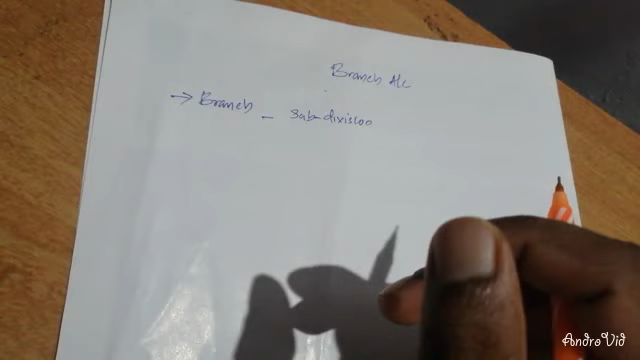 Branch A/c
→ Branch - Sub-division
AndroVid